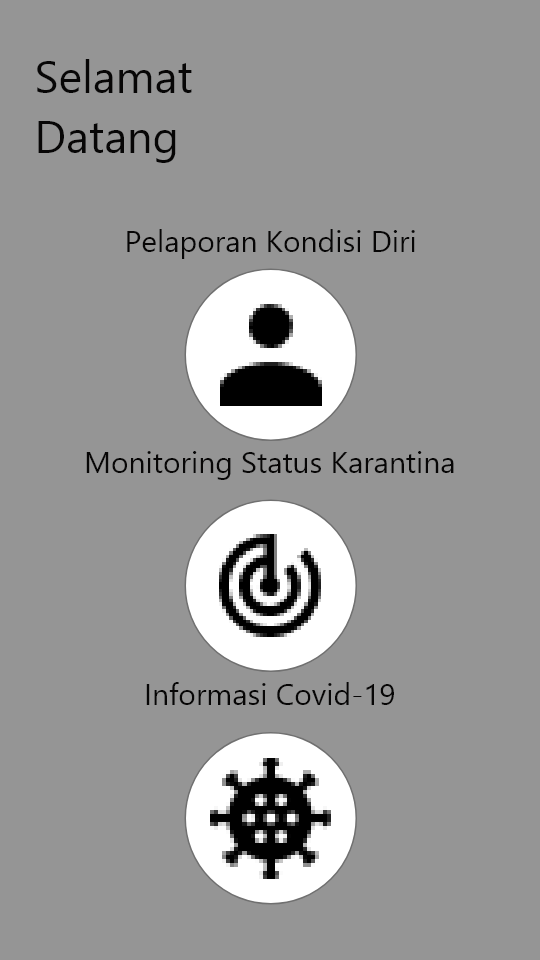 Selamat
Datang
Pelaporan Kondisi Diri
Monitoring Status Karantina
Informasi Covid-19